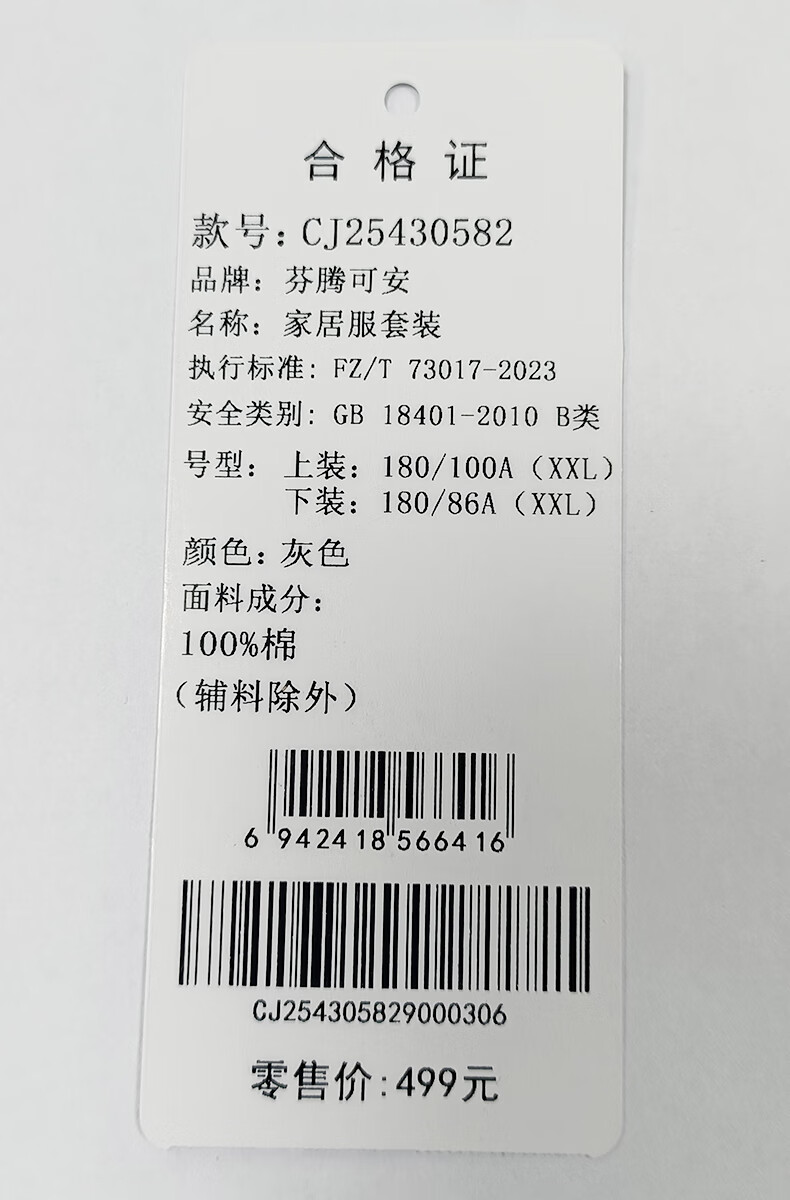 合格证
款号：CJ25430582
品牌：芬腾可安
名称：家居服套装
执行标准：FZ/T 73017-2023
安全类别：GB 18401-2010 B类
号型：上装：180/100A（XXL）
下装：180/86A（XXL）
颜色：灰色
面料成分：
100%棉
（辅料除外）
6 942418 566416
CJ254305829000306
零售价:499元